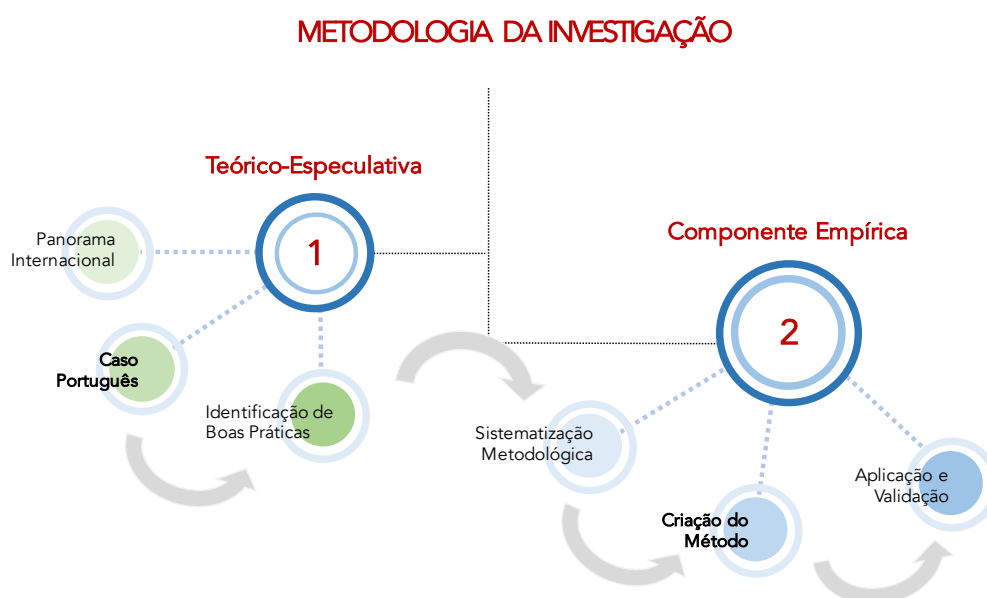 METODOLOGIA DA INVESTIGAÇÃO
Teórico-Especulativa
1
Panorama
Internacional
Caso
Português
Identificação de
Boas Práticas
Componente Empírica
2
Sistematização
Metodológica
Criação do
Método
Aplicação e
Validação